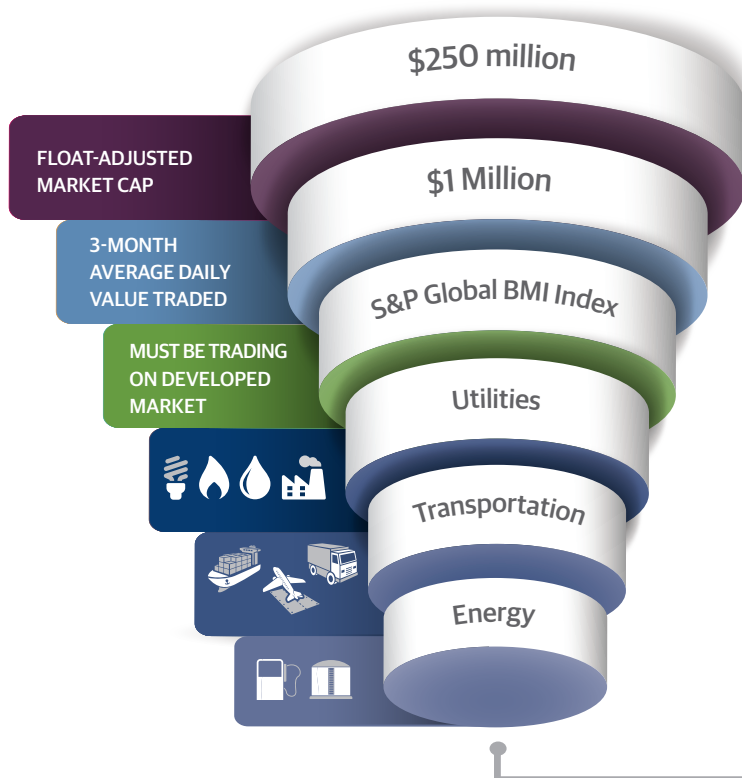 $250 million
FLOAT-ADJUSTED
MARKET CAP
$1 Million
3-MONTH
AVERAGE DAILY
VALUE TRADED
S&P Global BMI Index
MUST BE TRADING
ON DEVELOPED
MARKET
Utilities
Transportation
Energy